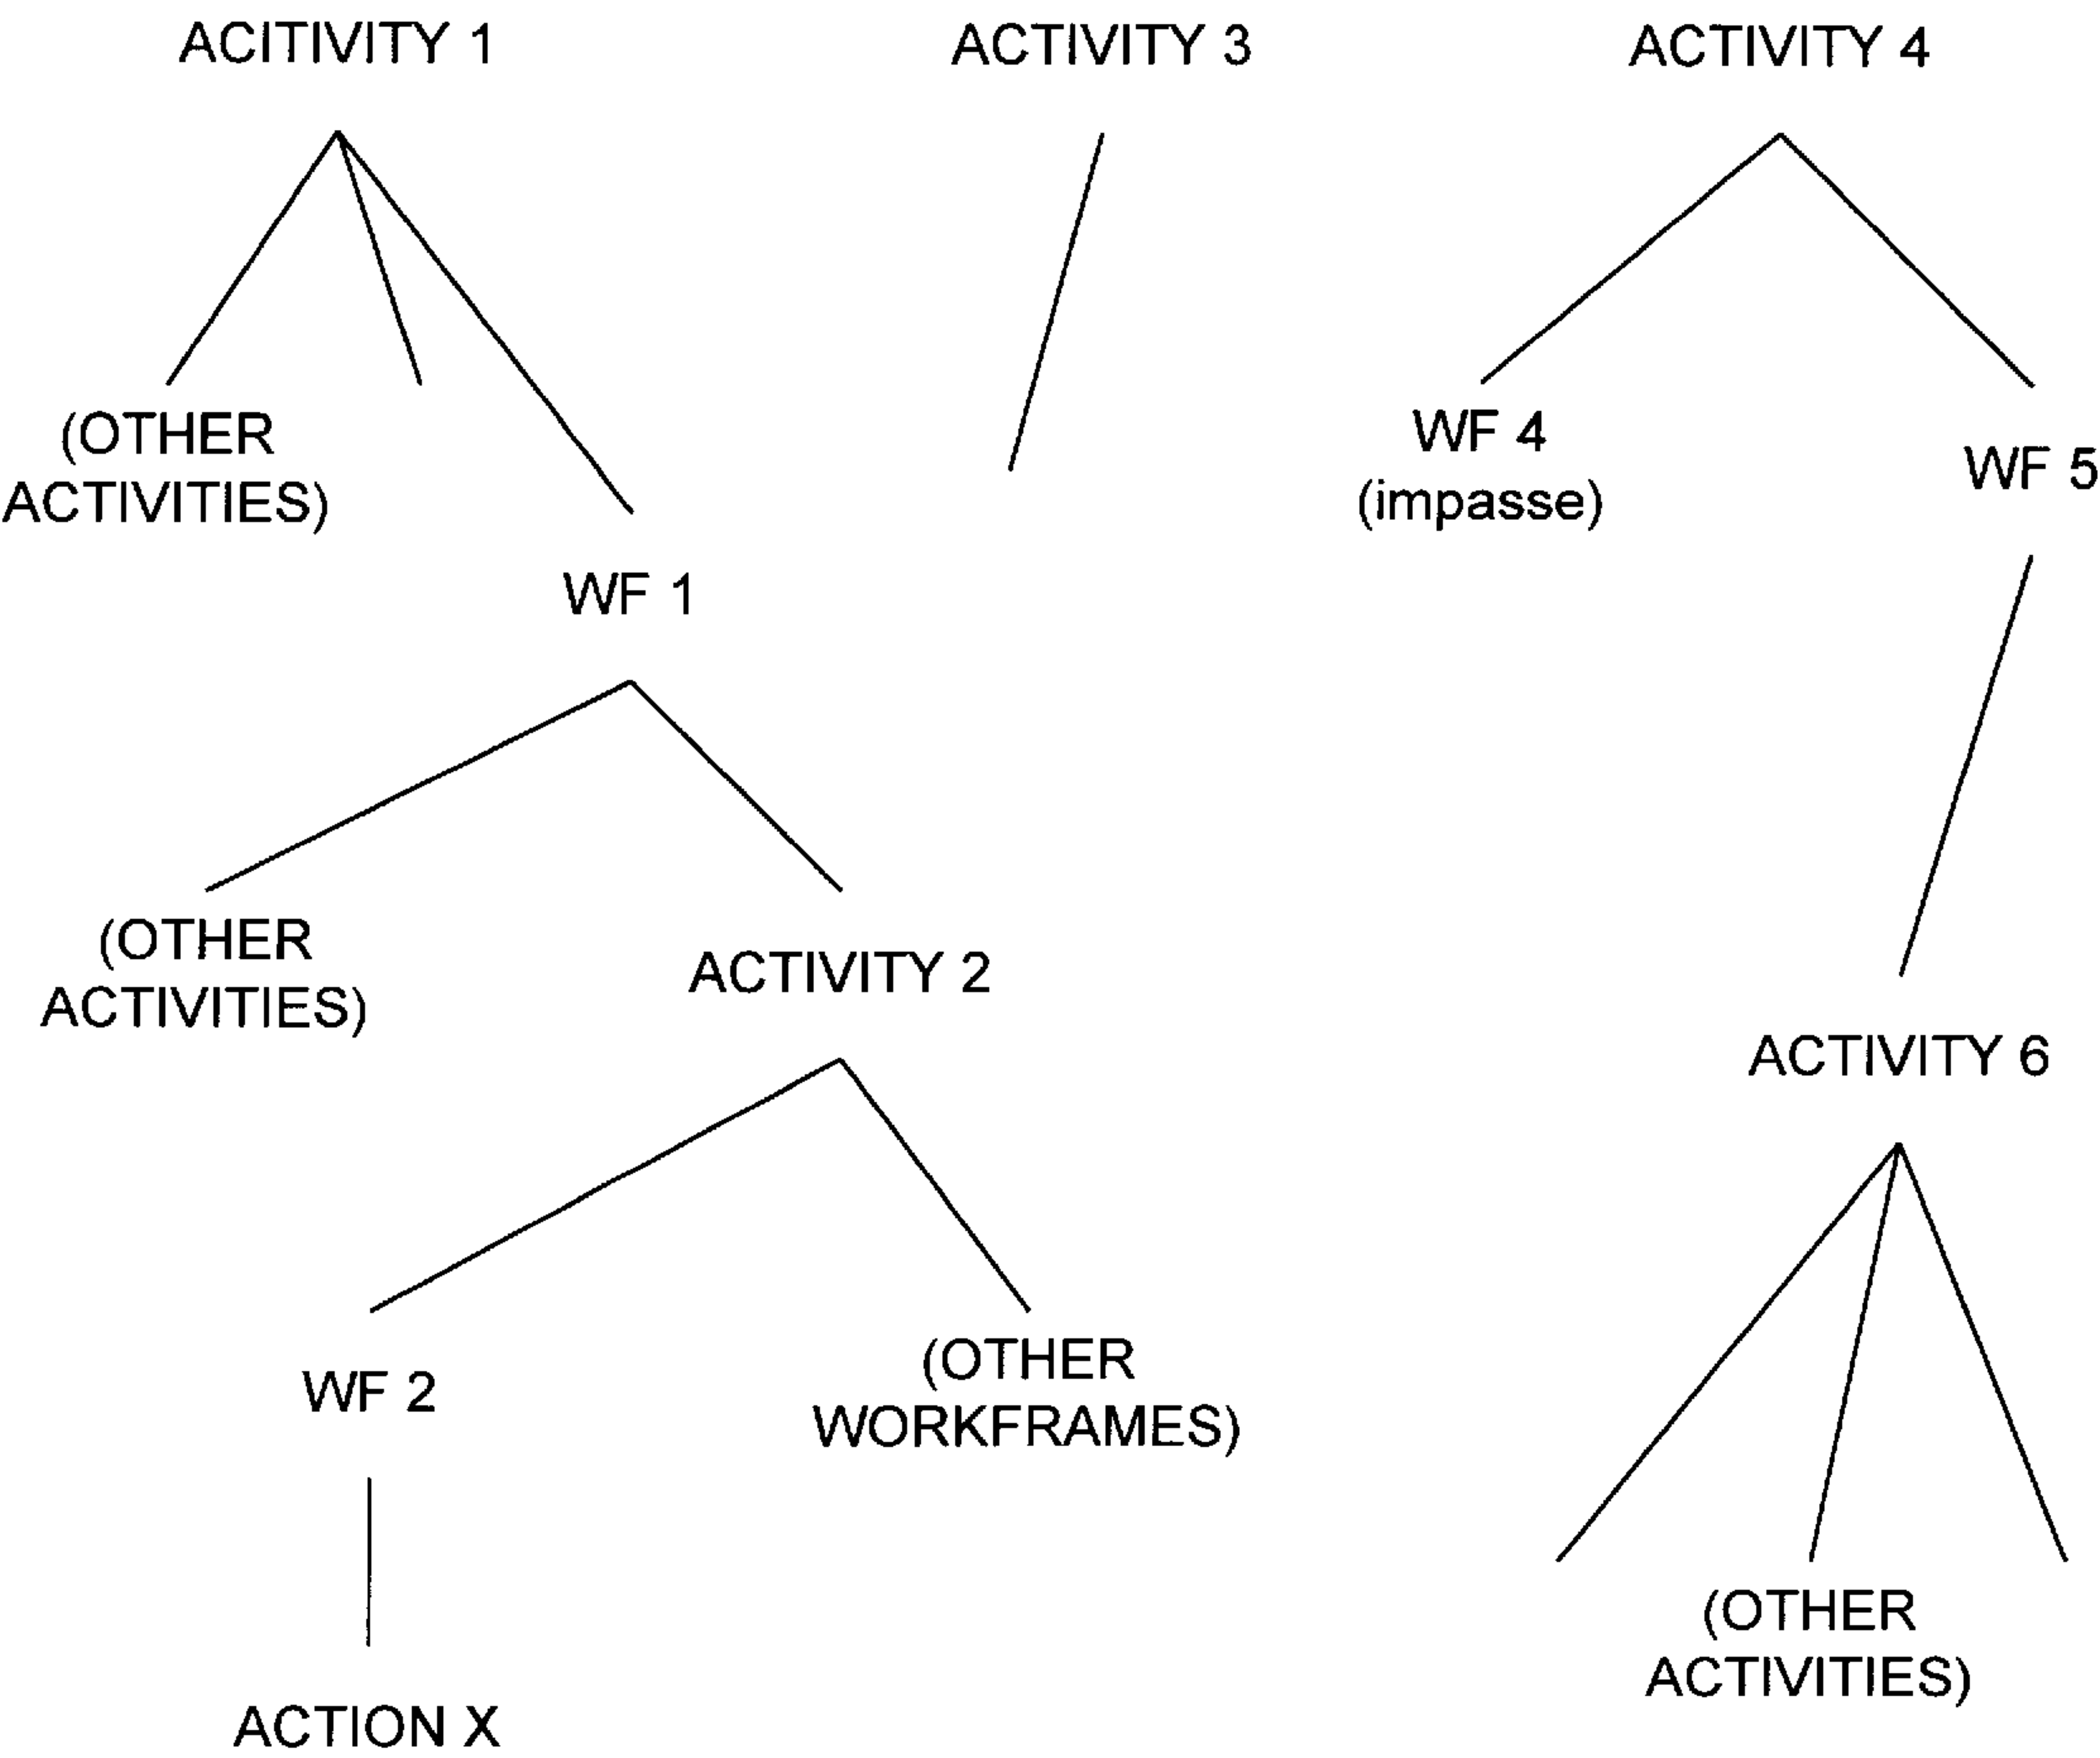 ACITIVITY 1
ACTIVITY 3
ACTIVITY 4
(OTHER
ACTIVITIES)
WF 4
(impasse)
WF 5
WF 1
(OTHER
ACTIVITIES)
ACTIVITY 2
ACTIVITY 6
WF 2
(OTHER
WORKFRAMES)
(OTHER
ACTIVITIES)
ACTION X